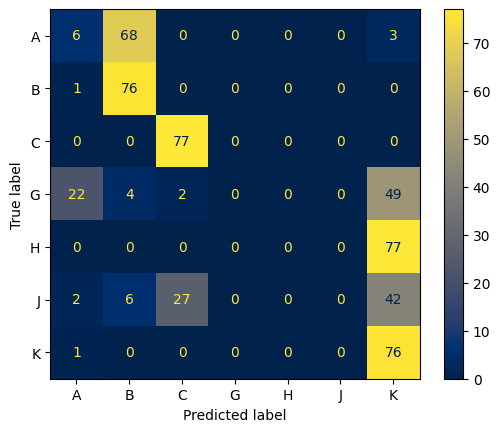 A 6 68 0 0 0 0 3
B 1 76 0 0 0 0 0
C 0 0 77 0 0 0 0
G 22 4 2 0 0 0 49
H 0 0 0 0 0 0 77
J 2 6 27 0 0 0 42
K 1 0 0 0 0 0 76
A B C G H J K
Predicted label
True label
70
60
50
40
30
20
10
0